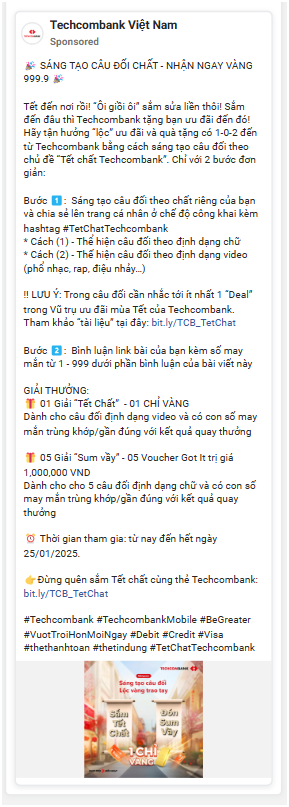 Techcombank Việt Nam
Sponsored
🎉 SÁNG TẠO CÂU ĐỐI CHẤT - NHẬN NGAY VÀNG
999.9 🎉
Tết đến nơi rồi! “Ôi giồi ôi” sắm sửa liền thôi! Sắm
đến đâu thì Techcombank tặng bạn ưu đãi đến đó!
Hãy tận hưởng “lộc” ưu đãi và quà tặng có 1-0-2 đến
từ Techcombank bằng cách sáng tạo câu đối theo
chủ đề “Tết chất Techcombank”. Chỉ với 2 bước đơn
giản:
Bước 1️⃣ : Sáng tạo câu đối theo chất riêng của bạn
và chia sẻ lên trang cá nhân ở chế độ công khai kèm
hashtag #TetChatTechcombank
* Cách (1) - Thể hiện câu đối theo định dạng chữ
* Cách (2) - Thể hiện câu đối theo định dạng video
(phổ nhạc, rap, điệu nhảy…)
!! LƯU Ý: Trong câu đối cần nhắc tới ít nhất 1 “Deal”
trong Vũ trụ ưu đãi mùa Tết của Techcombank.
Tham khảo “tài liệu” tại đây: bit.ly/TCB_TetChat
Bước 2️⃣ : Bình luận link bài của bạn kèm số may
mắn từ 1 - 999 dưới phần bình luận của bài viết này
GIẢI THƯỞNG:
🎁 01 Giải “Tết Chất” - 01 CHỈ VÀNG
Dành cho câu đối định dạng video và có con số may
mắn trùng khớp/gần đúng với kết quả quay thưởng
🎁 05 Giải “Sum vầy” - 05 Voucher Got It trị giá
1,000,000 VND
Dành cho cho 5 câu đối định dạng chữ và có con số
may mắn trùng khớp/gần đúng với kết quả quay
thưởng
⏰ Thời gian tham gia: từ nay đến hết ngày
25/01/2025.
👉Đừng quên sắm Tết chất cùng thẻ Techcombank:
bit.ly/TCB_TetChat
#Techcombank #TechcombankMobile #BeGreater
#VuotTroiHonMoiNgay #Debit #Credit #Visa
#thethanhtoan #thetindung #TetChatTechcombank
TECHCOMBANK
Sáng tạo câu đối
Lộc vàng trao tay
Sắm
Tết
Chất
Đón
Sum
Vầy
1 CHỈ
VÀNG